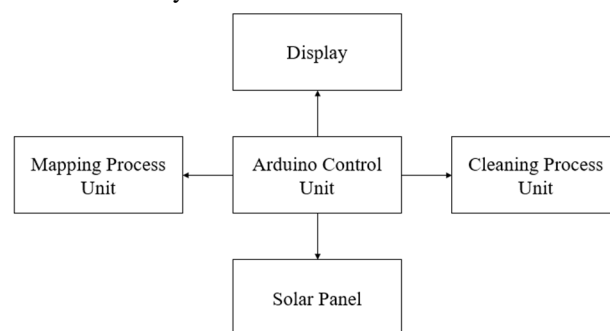 Display
Mapping Process
Unit
Arduino Control
Unit
Cleaning Process
Unit
Solar Panel